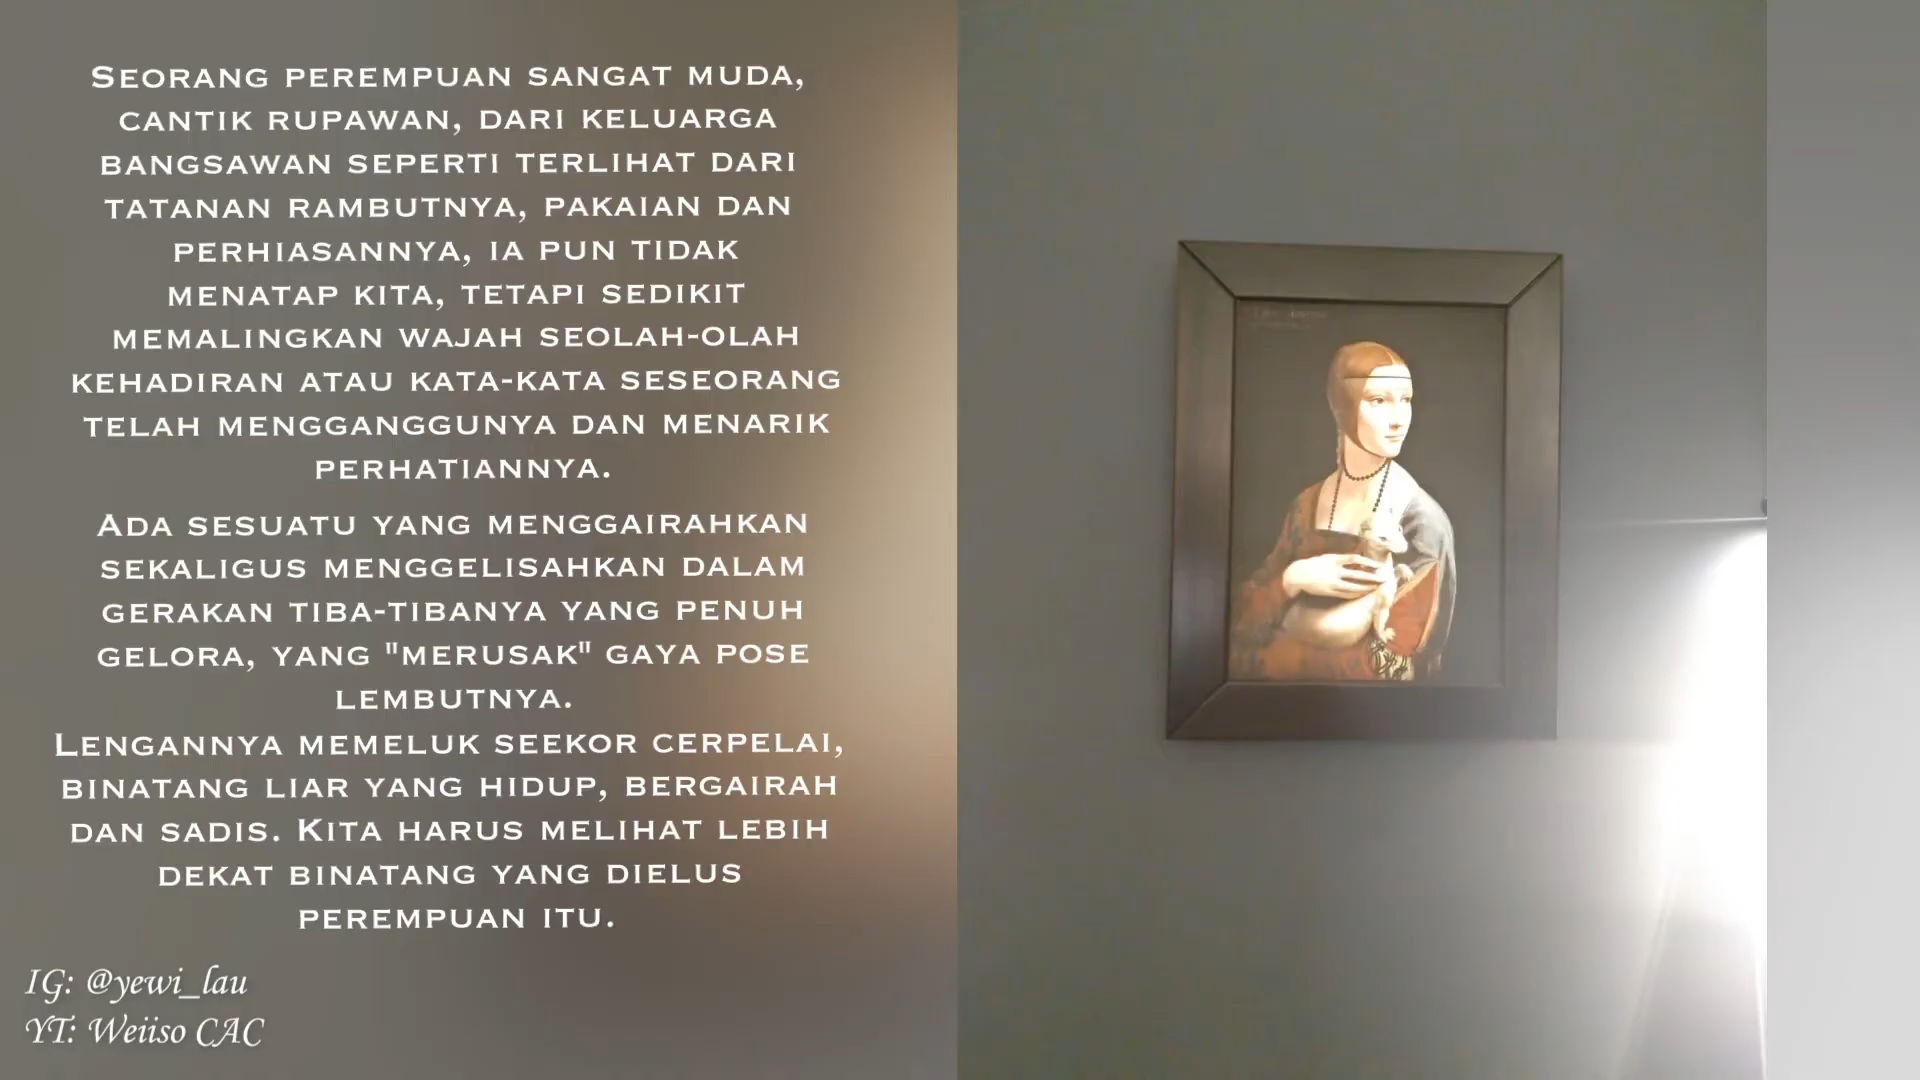 SEORANG PEREMPUAN SANGAT MUDA,
CANTIK RUPAWAN, DARI KELUARGA
BANGSAWAN SEPERTI TERLIHAT DARI
TATANAN RAMBUTNYA, PAKAIAN DAN
PERHIASANNYA, IA PUN TIDAK
MENATAP KITA, TETAPI SEDIKIT
MEMALINGKAN WAJAH SEOLAH-OLAH
KEHADIRAN ATAU KATA-KATA SESEORANG
TELAH MENGGANGGUNYA DAN MENARIK
PERHATIANNYA.
ADA SESUATU YANG MENGGAIRAHKAN
SEKALIGUS MENGGELISAHKAN DALAM
GERAKAN TIBA-TIBANYA YANG PENUH
GELORA, YANG "MERUSAK" GAYA POSE
LEMBUTNYA.
LENGANNYA MEMELUK SEEKOR CERPELAI,
BINATANG LIAR YANG HIDUP, BERGAIRAH
DAN SADIS. KITA HARUS MELIHAT LEBIH
DEKAT BINATANG YANG DIELUS
PEREMPUAN ITU.
IG: @yewi_lau
YT: Weiiso CAC